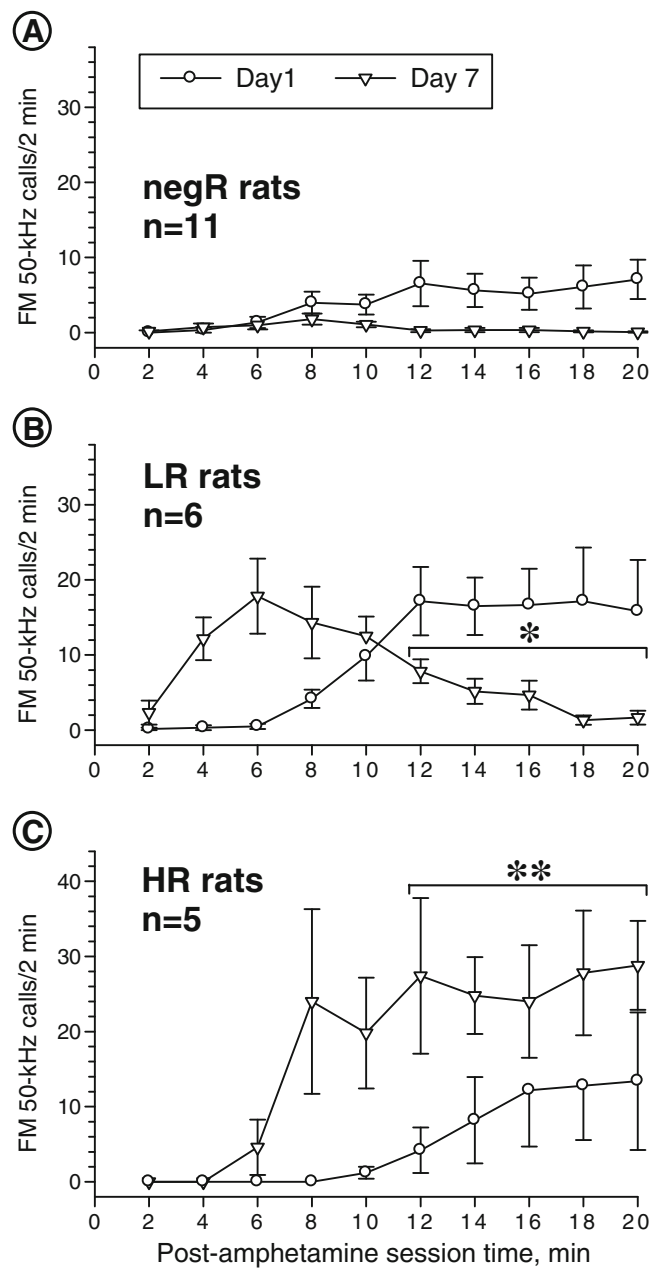 A
Day1 Day 7
FM 50-kHz calls/2 min
30
20
10
0
negR rats
n=11
0 2 4 6 8 10 12 14 16 18 20
B
FM 50-kHz calls/2 min
30
20
10
0
LR rats
n=6
*
0 2 4 6 8 10 12 14 16 18 20
C
FM 50-kHz calls/2 min
40
30
20
10
0
HR rats
n=5
**
0 2 4 6 8 10 12 14 16 18 20
Post-amphetamine session time, min